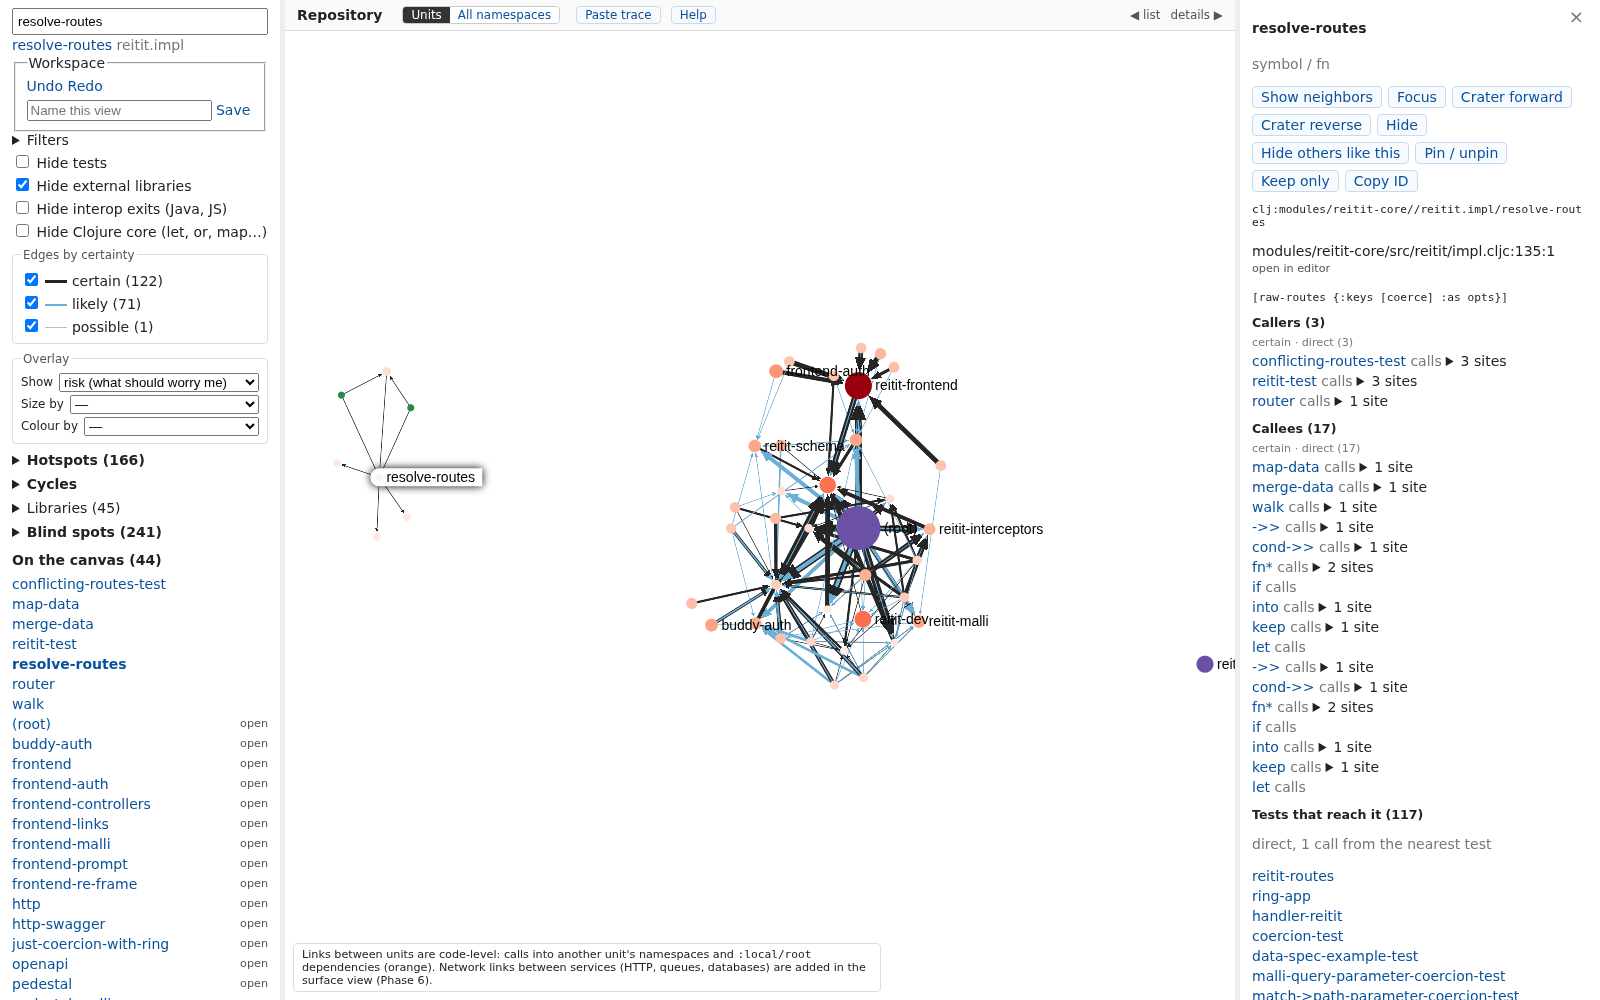 resolve-routes
resolve-routes reitit.impl
Workspace
Undo Redo
Name this view Save
Filters
Hide tests
Hide external libraries
Hide interop exits (Java, JS)
Hide Clojure core (let, or, map...)
Edges by certainty
certain (122)
likely (71)
possible (1)
Overlay
Show risk (what should worry me)
Size by —
Colour by —
Hotspots (166)
Cycles
Libraries (45)
Blind spots (241)
On the canvas (44)
conflicting-routes-test
map-data
merge-data
reitit-test
resolve-routes
router
walk
(root) open
buddy-auth open
frontend open
frontend-auth open
frontend-controllers open
frontend-links open
frontend-malli open
frontend-prompt open
frontend-re-frame open
http open
http-swagger open
just-coercion-with-ring open
openapi open
pedestal open
Repository Units All namespaces Paste trace Help ◀ list details ▶
frontend-auth
reitit-frontend
reitit-schema
resolve-routes
(root)
reitit-interceptors
buddy-auth
reitit-dev
reitit-malli
reit
Links between units are code-level: calls into another unit's namespaces and :local/root
dependencies (orange). Network links between services (HTTP, queues, databases) are added in the
surface view (Phase 6).
resolve-routes ×
symbol / fn
Show neighbors Focus Crater forward
Crater reverse Hide
Hide others like this Pin / unpin
Keep only Copy ID
clj:modules/reitit-core//reitit.impl/resolve-rout
es
modules/reitit-core/src/reitit/impl.cljc:135:1
open in editor
[raw-routes {:keys [coerce] :as opts}]
Callers (3)
certain · direct (3)
conflicting-routes-test calls ▶ 3 sites
reitit-test calls ▶ 3 sites
router calls ▶ 1 site
Callees (17)
certain · direct (17)
map-data calls ▶ 1 site
merge-data calls ▶ 1 site
walk calls ▶ 1 site
->> calls ▶ 1 site
cond->> calls ▶ 1 site
fn* calls ▶ 2 sites
if calls
into calls ▶ 1 site
keep calls ▶ 1 site
let calls
->> calls ▶ 1 site
cond->> calls ▶ 1 site
fn* calls ▶ 2 sites
if calls
into calls ▶ 1 site
keep calls ▶ 1 site
let calls
Tests that reach it (117)
direct, 1 call from the nearest test
reitit-routes
ring-app
handler-reitit
coercion-test
data-spec-example-test
malli-query-parameter-coercion-test
match->path-parameter-coercion-test